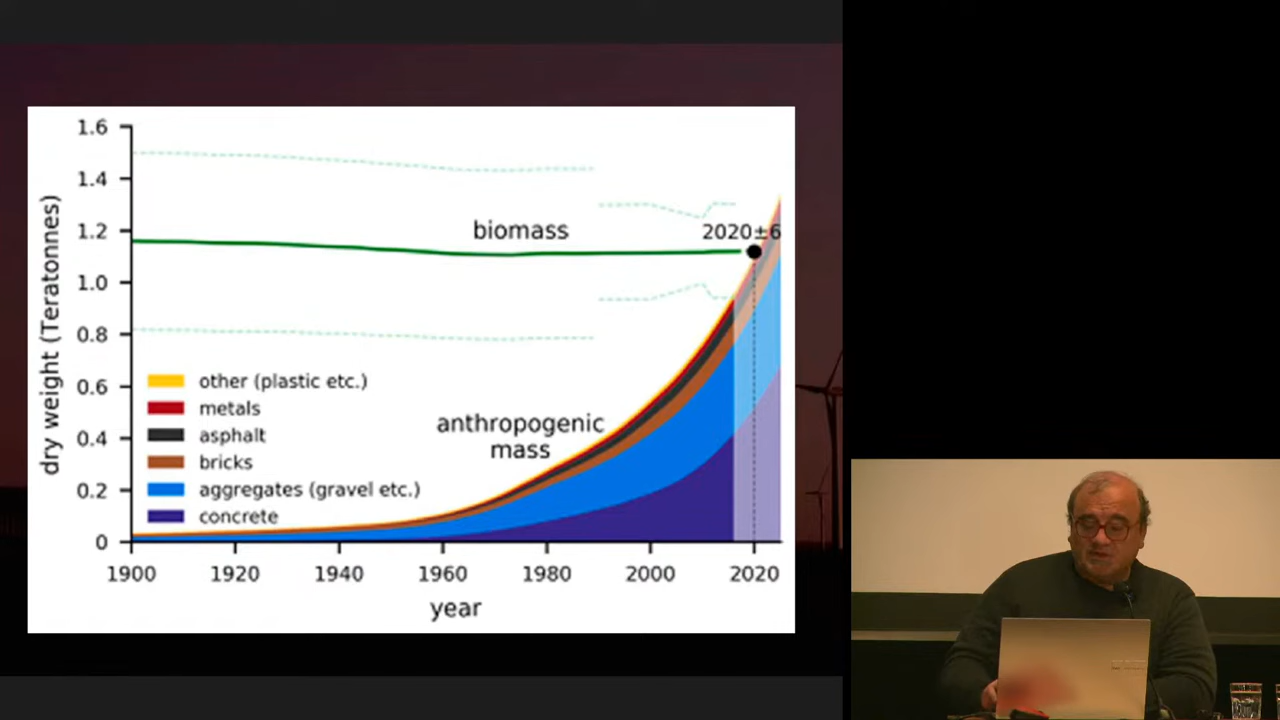 1.6
1.4
1.2
1.0
0.8
0.6
0.4
0.2
0
dry weight (Teratonnes)
biomass
2020±6
anthropogenic
mass
other (plastic etc.)
metals
asphalt
bricks
aggregates (gravel etc.)
concrete
1900 1920 1940 1960 1980 2000 2020
year